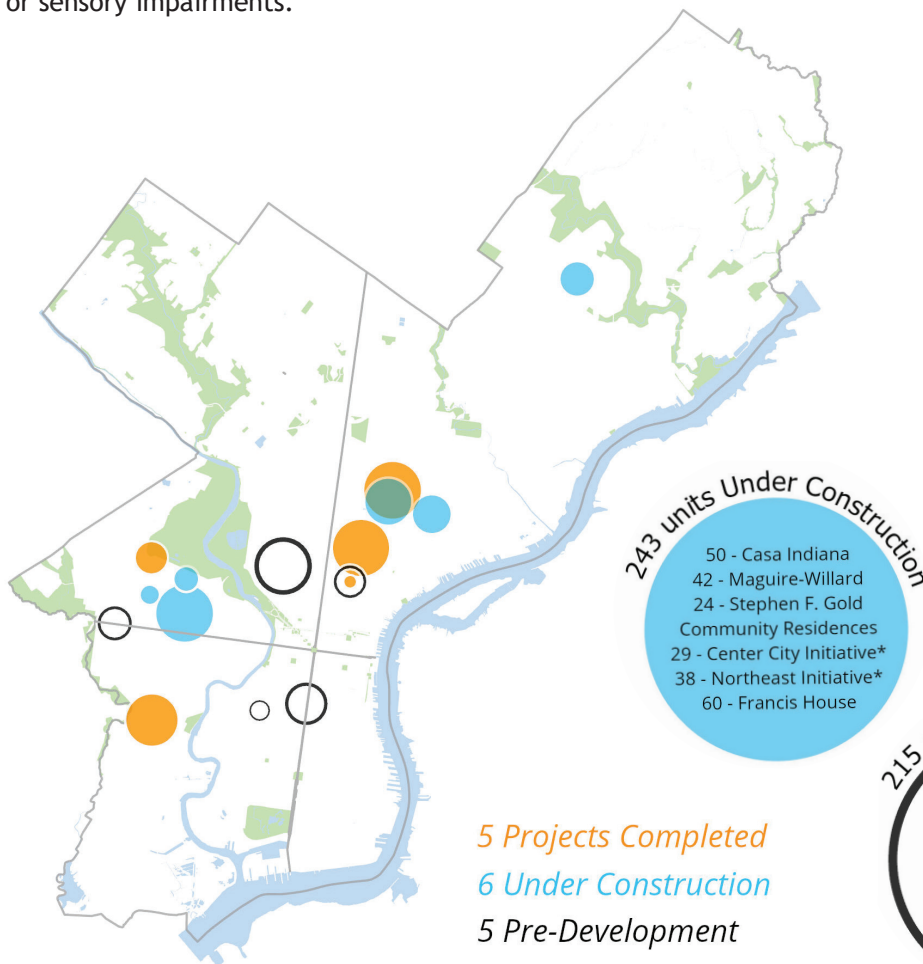 or sensory impairments.
243 units Under Construction
50 - Casa Indiana
42 - Maguire-Willard
24 - Stephen F. Gold
Community Residences
29 - Center City Initiative*
38 - Northeast Initiative*
60 - Francis House
215
5 Projects Completed
6 Under Construction
5 Pre-Development